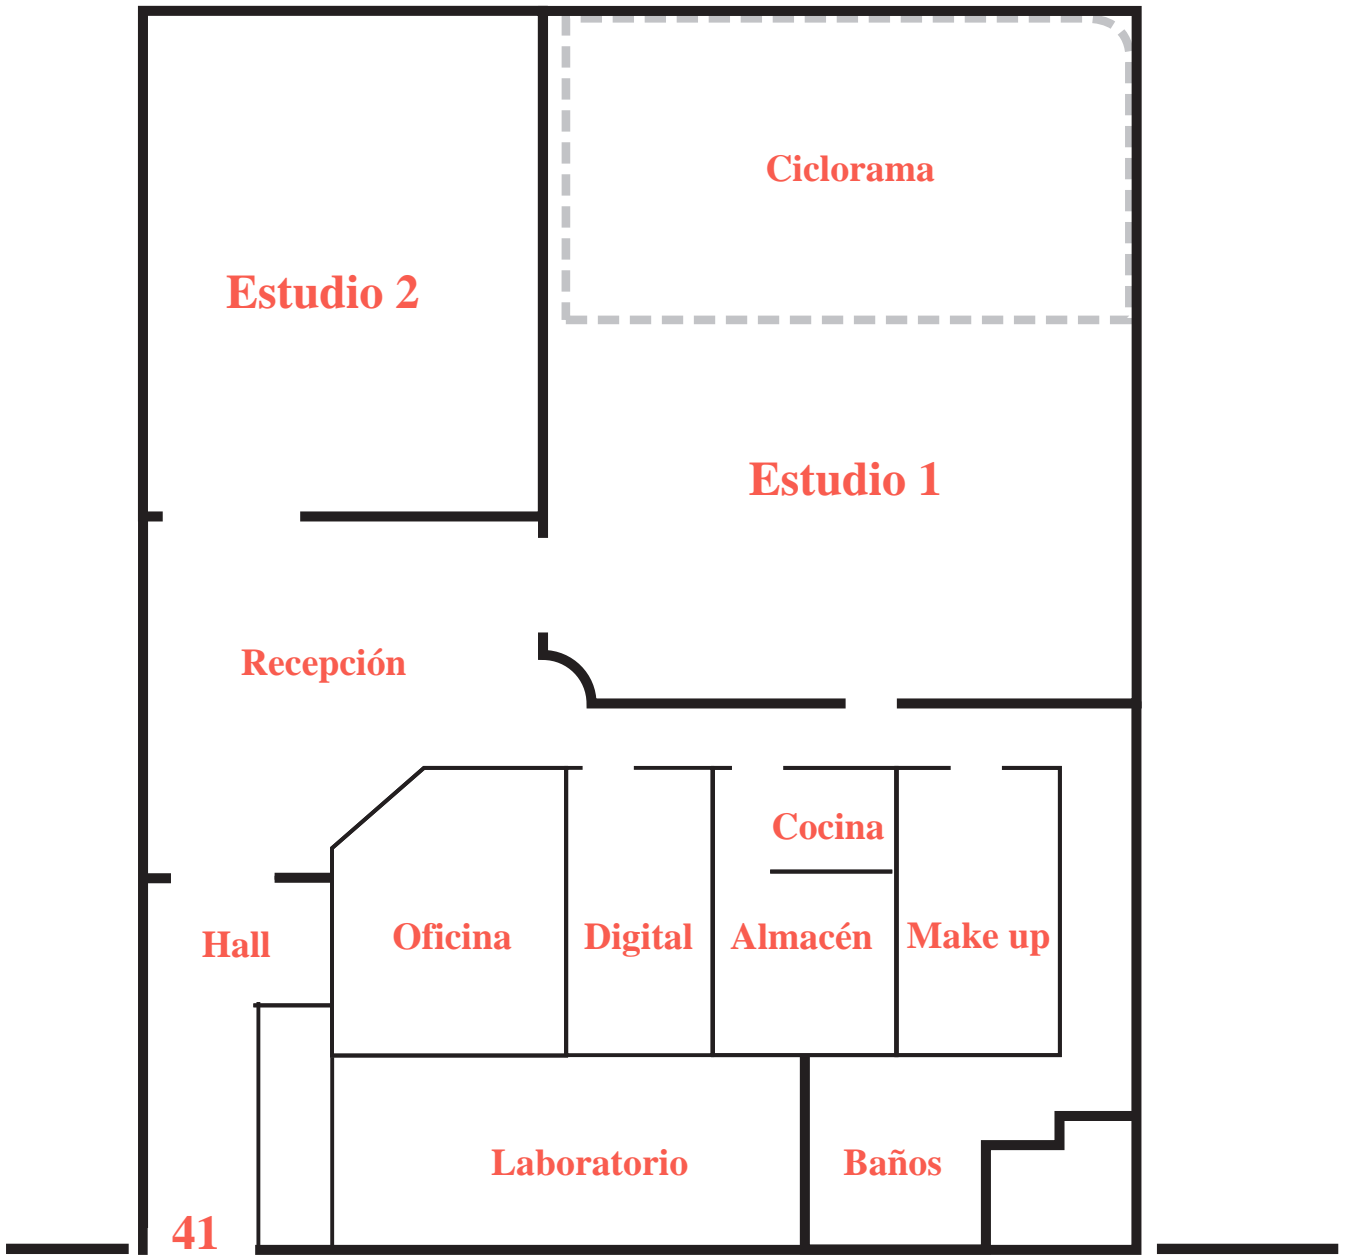 Ciclorama
Estudio 2
Estudio 1
Recepción
Cocina
Oficina
Digital
Almacén
Make up
Hall
Laboratorio
Baños
41